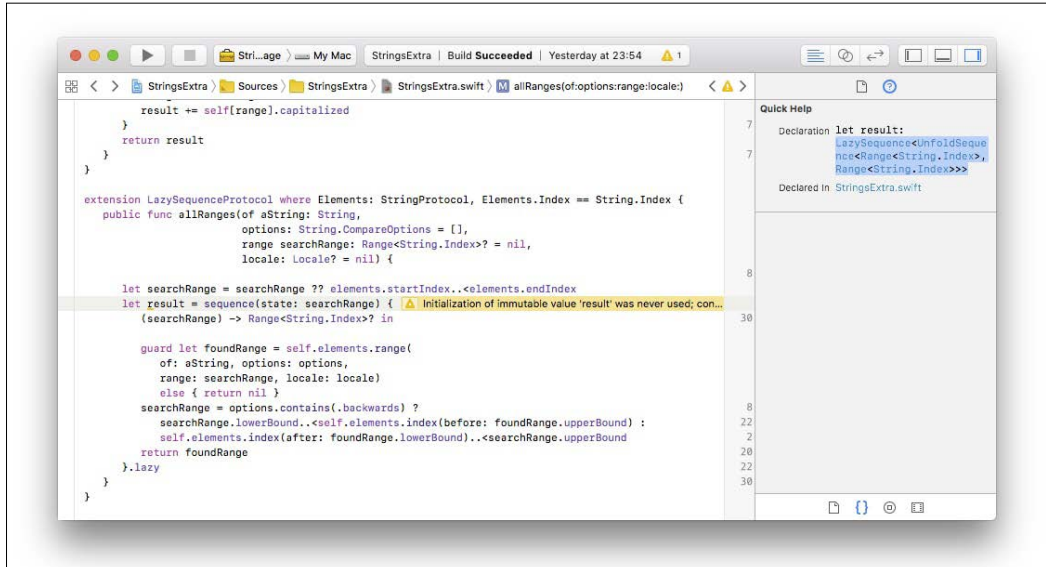 Stri...age 〉 My Mac StringsExtra | Build Succeeded | Yesterday at 23:54 1
StringsExtra 〉 Sources 〉 StringsExtra 〉 StringsExtra.swift 〉 M allRanges(of:options:range:locale:)
result += self[range].capitalized
}
7
return result
}
7
}
extension LazySequenceProtocol where Elements: StringProtocol, Elements.Index == String.Index {
public func allRanges(of aString: String,
options: String.CompareOptions = [],
range searchRange: Range<String.Index>? = nil,
locale: Locale? = nil) {
8
let searchRange = searchRange ?? elements.startIndex..<elements.endIndex
let result = sequence(state: searchRange) { Initialization of immutable value 'result' was never used; con...
(searchRange) -> Range<String.Index>? in
30
guard let foundRange = self.elements.range(
of: aString, options: options,
range: searchRange, locale: locale)
else { return nil }
searchRange = options.contains(.backwards) ?
8
searchRange.lowerBound..<self.elements.index(before: foundRange.upperBound) :
22
self.elements.index(after: foundRange.lowerBound)..<searchRange.upperBound
2
return foundRange
20
}.lazy
22
}
30
}
Quick Help
Declaration let result:
LazySequence<UnfoldSeque
nce<Range<String.Index>,
Range<String.Index>>>
Declared In StringsExtra.swift